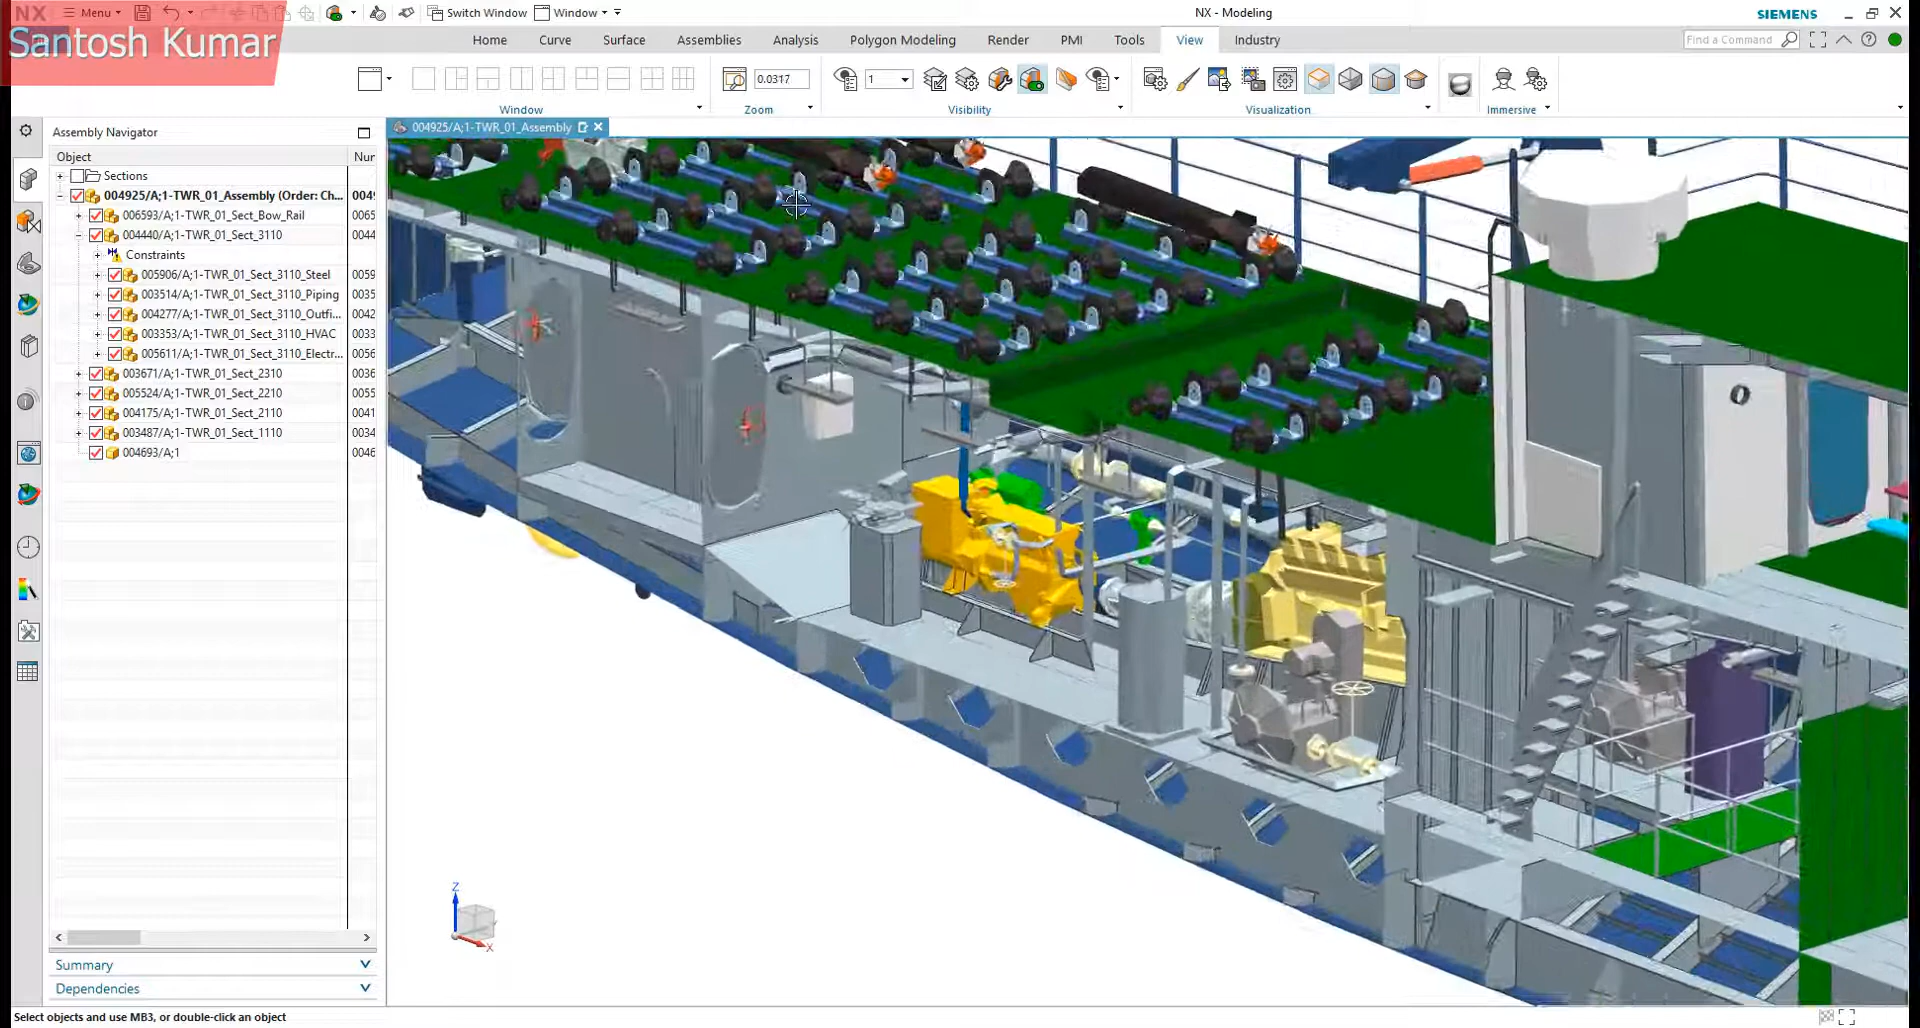 NX Menu Switch Window Window NX - Modeling SIEMENS
Santosh Kumar
Home Curve Surface Assemblies Analysis Polygon Modeling Render PMI Tools View Industry Find a Command
0.0317 1
Window Zoom Visibility Visualization Immersive
Assembly Navigator
004925/A;1-TWR_01_Assembly
Object Nur
Sections
004925/A;1-TWR_01_Assembly (Order: Ch... 0049
006593/A;1-TWR_01_Sect_Bow_Rail 0065
004440/A;1-TWR_01_Sect_3110 0044
Constraints
005906/A;1-TWR_01_Sect_3110_Steel 0059
003514/A;1-TWR_01_Sect_3110_Piping 0035
004277/A;1-TWR_01_Sect_3110_Outfi... 0042
003353/A;1-TWR_01_Sect_3110_HVAC 0033
005611/A;1-TWR_01_Sect_3110_Electr... 0056
003671/A;1-TWR_01_Sect_2310 0036
005524/A;1-TWR_01_Sect_2210 0055
004175/A;1-TWR_01_Sect_2110 0041
003487/A;1-TWR_01_Sect_1110 0034
004693/A;1 0046
Z
X
Summary
Dependencies
Select objects and use MB3, or double-click an object